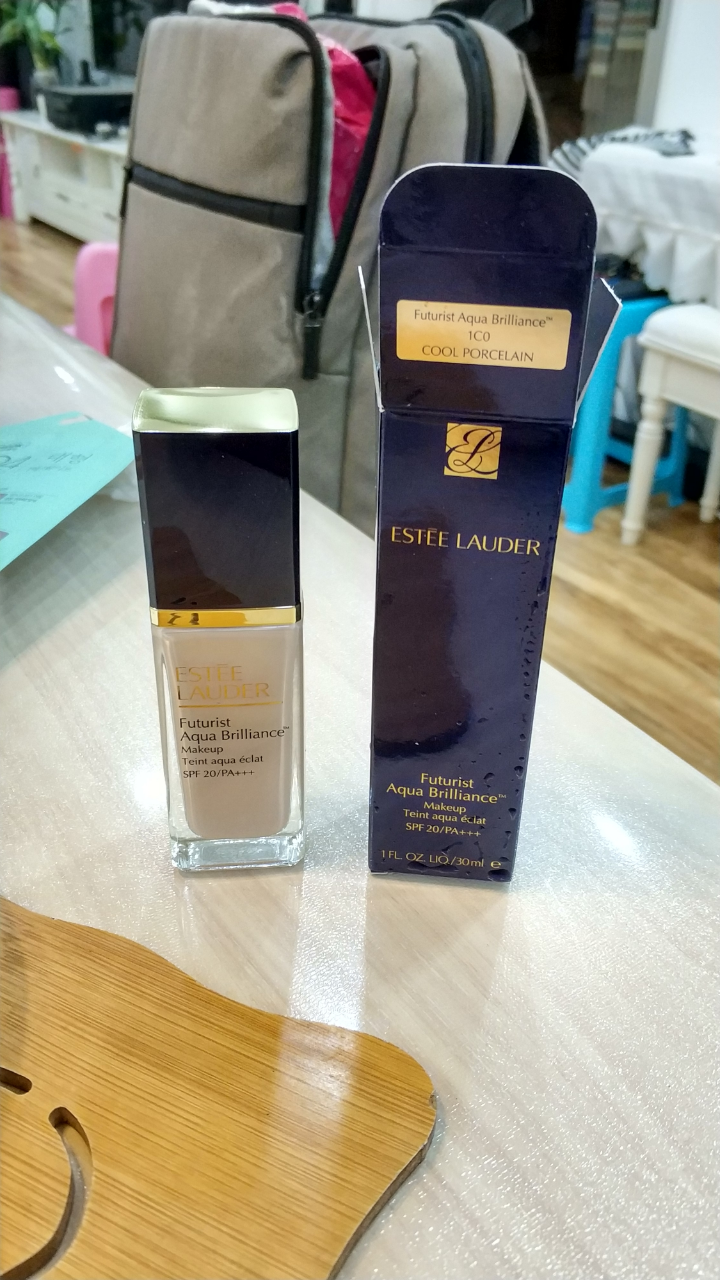 Futurist Aqua Brilliance™
1C0
COOL PORCELAIN
ESTĒE LAUDER
Futurist
Aqua Brilliance™
Makeup
Teint aqua éclat
SPF 20/PA+++
1 FL. OZ. LIQ./30ml ℮
ESTĒE
LAUDER
Futurist
Aqua Brilliance™
Makeup
Teint aqua éclat
SPF 20/PA+++